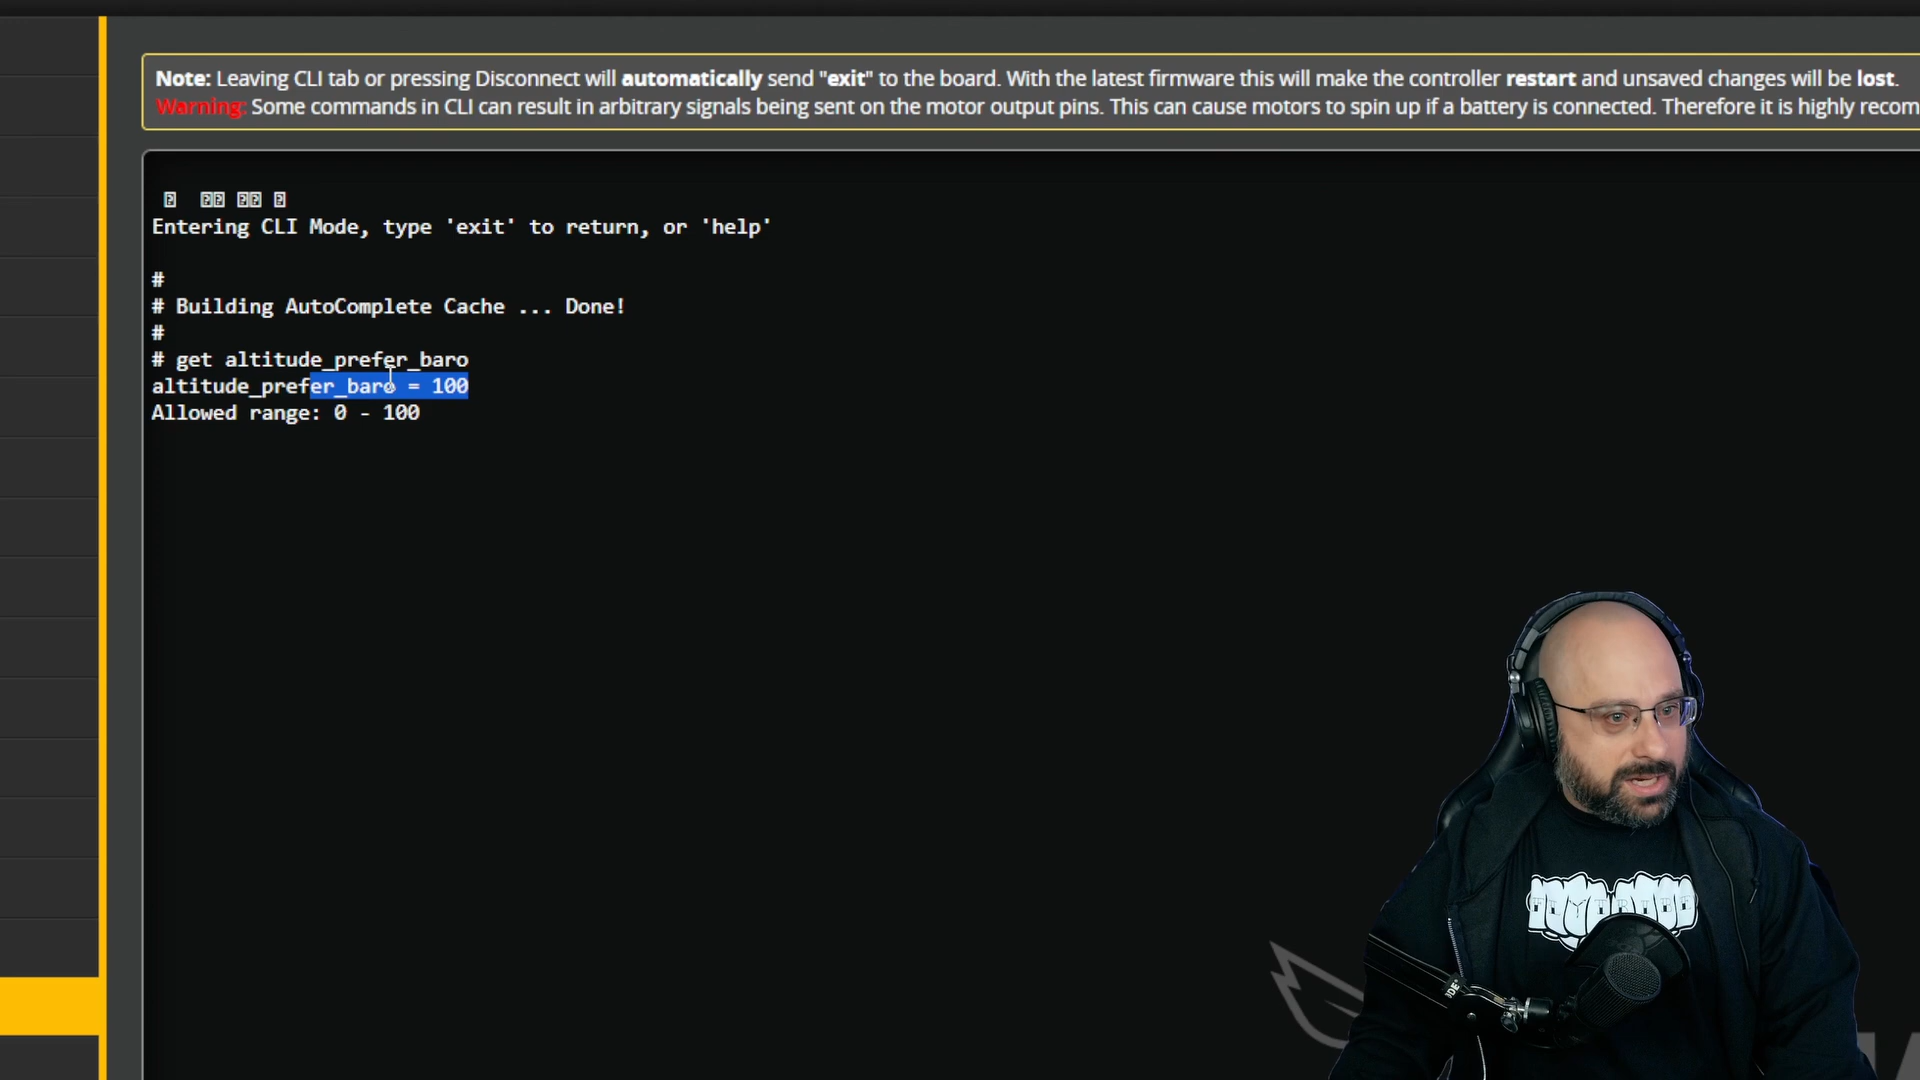 Note: Leaving CLI tab or pressing Disconnect will automatically send "exit" to the board. With the latest firmware this will make the controller restart and unsaved changes will be lost.
Warning: Some commands in CLI can result in arbitrary signals being sent on the motor output pins. This can cause motors to spin up if a battery is connected. Therefore it is highly
Entering CLI Mode, type 'exit' to return, or 'help'
#
# Building AutoComplete Cache ... Done!
#
# get altitude_prefer_baro
altitude_prefer_baro = 100
Allowed range: 0 - 100